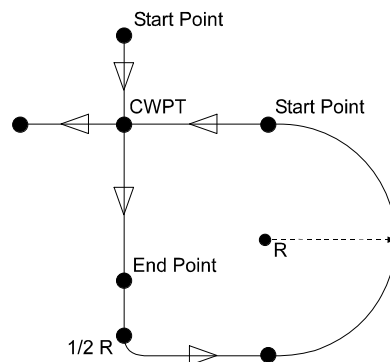 Start Point
CWPT
Start Point
R
End Point
1/2 R